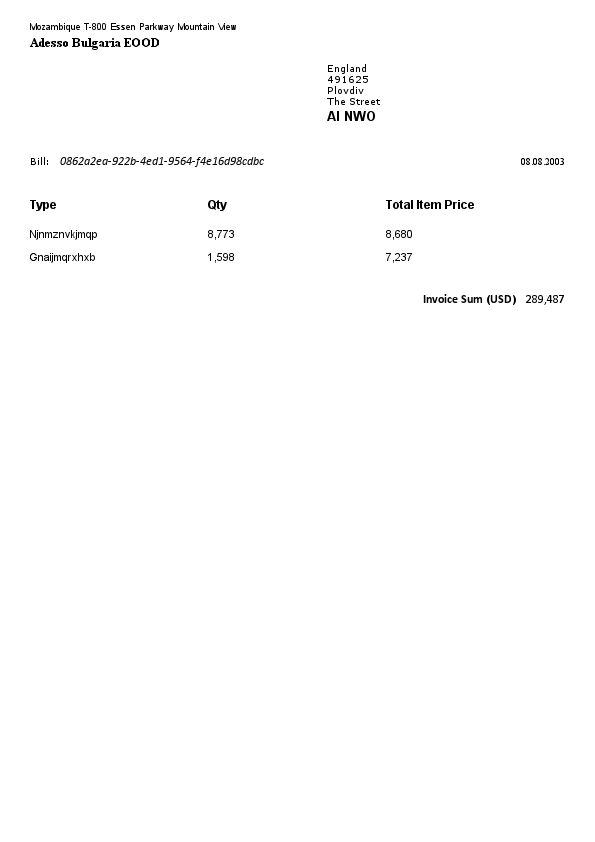 Mozambique T-800 Essen Parkway Mountain View
Adesso Bulgaria EOOD
England
491625
Plovdiv
The Street
AI NWO
Bill: 0862a2ea-922b-4ed1-9564-f4e16d98cdbc 08.08.2003
Type Qty Total Item Price
Njnmznvkjmqp 8,773 8,680
Gnaijmqrxhxb 1,598 7,237
Invoice Sum (USD) 289,487